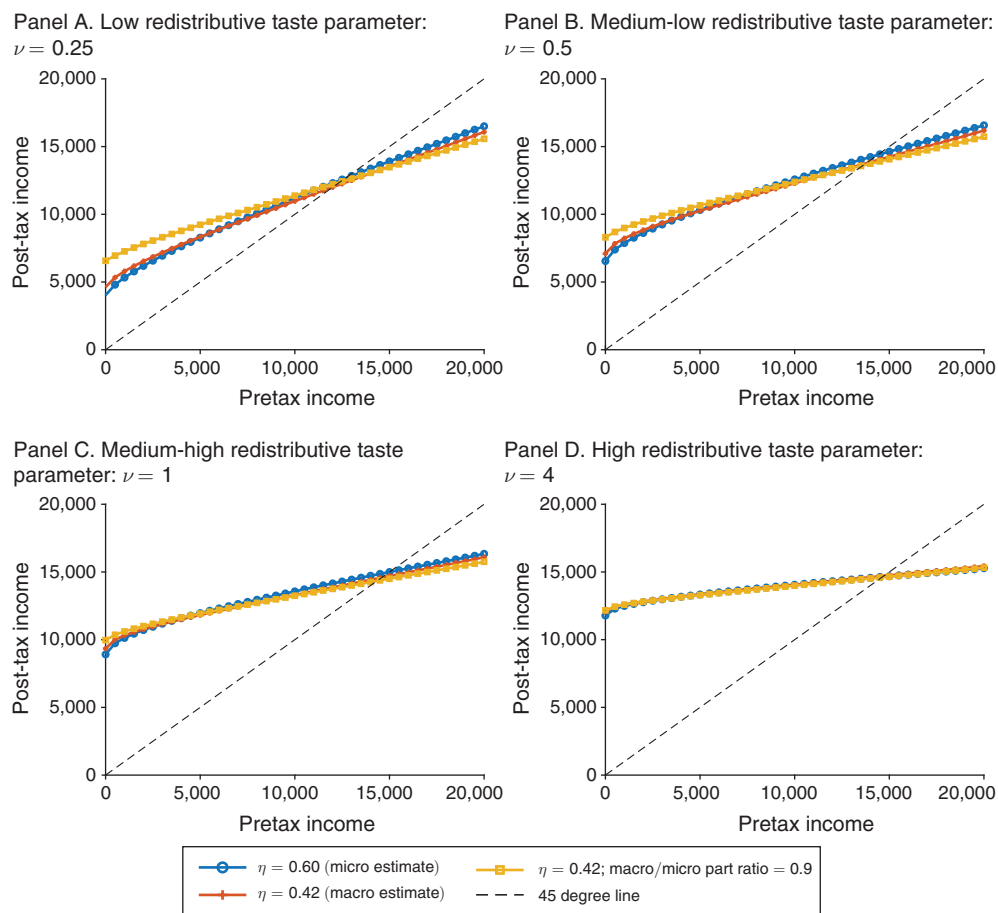 Panel A. Low redistributive taste parameter:
ν = 0.25
20,000
15,000
10,000
5,000
0
Post-tax income
0
5,000
10,000
15,000
20,000
Pretax income
Panel B. Medium-low redistributive taste parameter:
ν = 0.5
20,000
15,000
10,000
5,000
0
Post-tax income
0
5,000
10,000
15,000
20,000
Pretax income
Panel C. Medium-high redistributive taste
parameter: ν = 1
20,000
15,000
10,000
5,000
0
Post-tax income
0
5,000
10,000
15,000
20,000
Pretax income
Panel D. High redistributive taste parameter:
ν = 4
20,000
15,000
10,000
5,000
0
Post-tax income
0
5,000
10,000
15,000
20,000
Pretax income
η = 0.60 (micro estimate)
η = 0.42 (macro estimate)
η = 0.42; macro/micro part ratio = 0.9
45 degree line